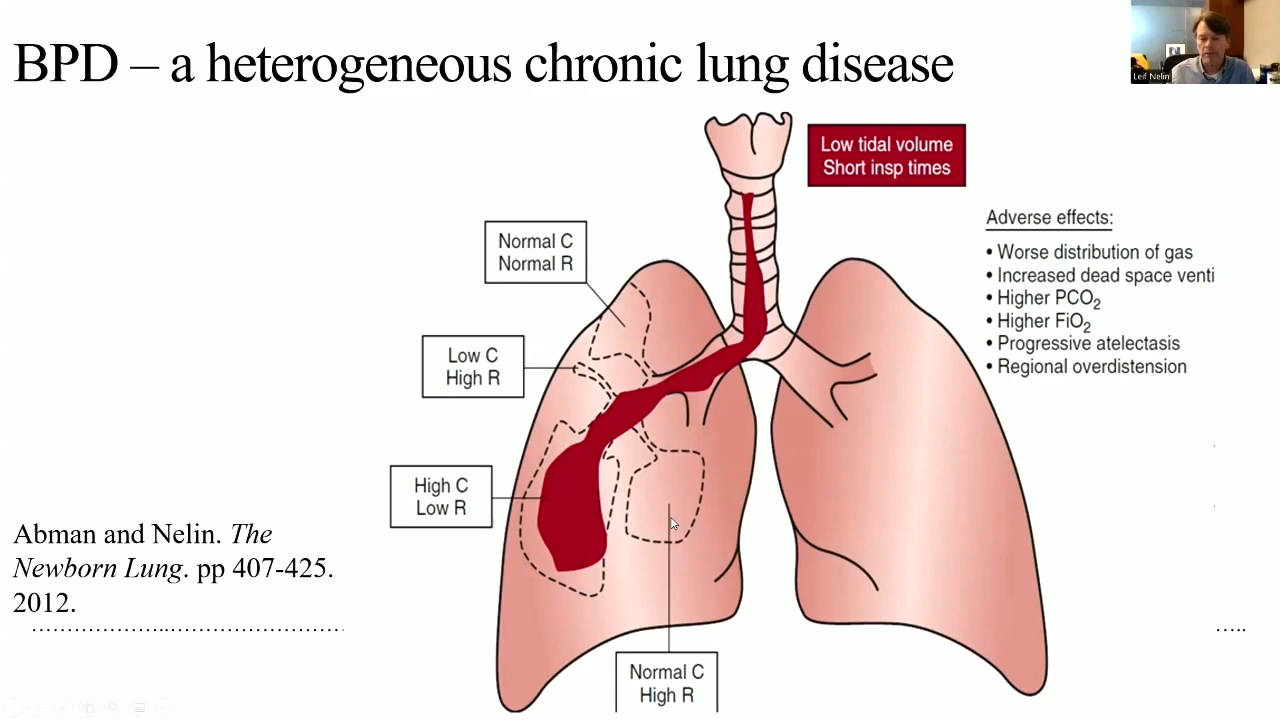 BPD – a heterogeneous chronic lung disease
Leif Nelin
Low tidal volume
Short insp times
Adverse effects:
• Worse distribution of gas
• Increased dead space venti
• Higher PCO₂
• Higher FiO₂
• Progressive atelectasis
• Regional overdistension
Normal C
Normal R
Low C
High R
High C
Low R
Normal C
High R
Abman and Nelin. The
Newborn Lung. pp 407-425.
2012.